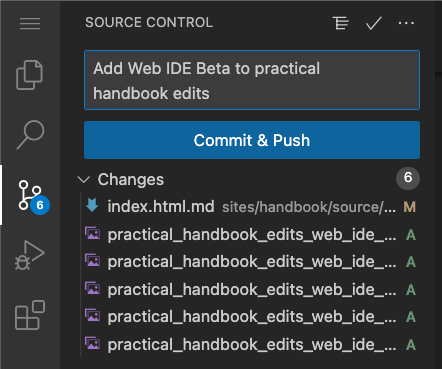 SOURCE CONTROL
Add Web IDE Beta to practical
handbook edits
Commit & Push
Changes 6
index.html.md sites/handbook/source/... M
practical_handbook_edits_web_ide_... A
practical_handbook_edits_web_ide_... A
practical_handbook_edits_web_ide_... A
practical_handbook_edits_web_ide_... A
practical_handbook_edits_web_ide_... A
6